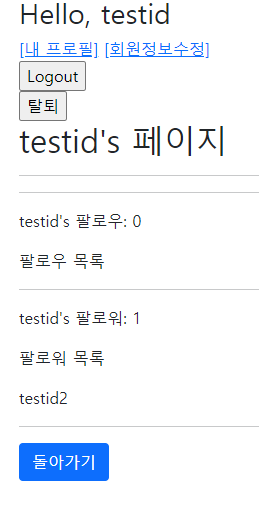 Hello, testid
[내 프로필] [회원정보수정]
Logout
탈퇴
testid's 페이지
testid's 팔로우: 0
팔로우 목록
testid's 팔로워: 1
팔로워 목록
testid2
돌아가기